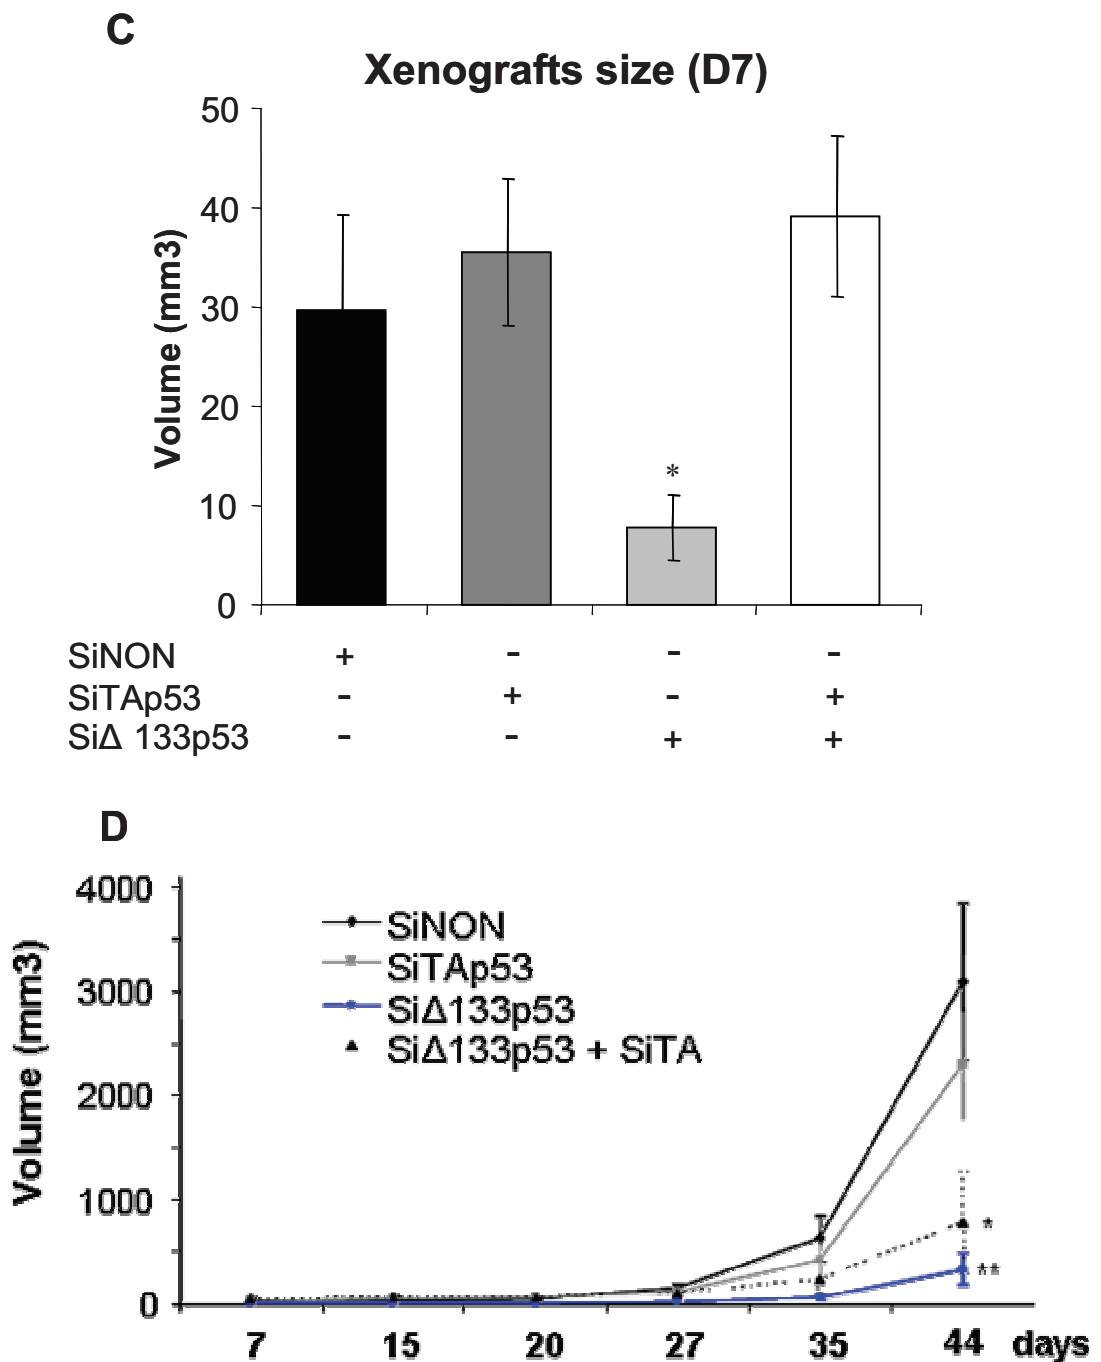 C
Xenografts size (D7)
50
40
30
20
10
0
Volume (mm3)
*
SiNON + - - -
SiTAp53 - + - +
SiΔ 133p53 - - + +
D
4000
3000
2000
1000
0
Volume (mm3)
SiNON
SiTAp53
SiΔ133p53
SiΔ133p53 + SiTA
*
**
7 15 20 27 35 44 days